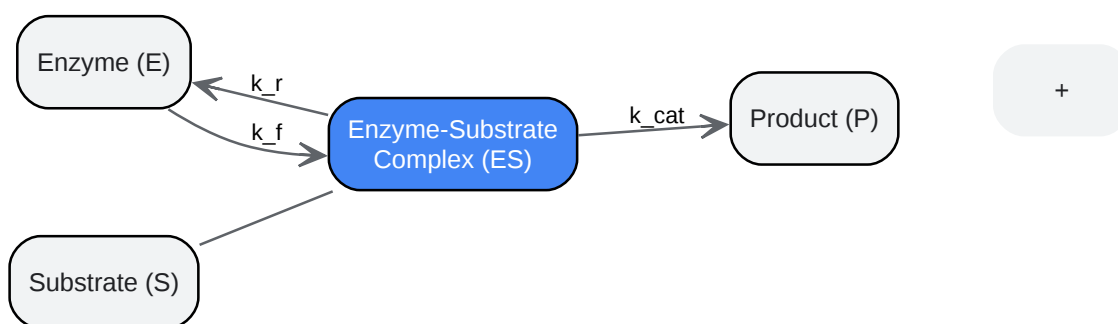 Enzyme (E)
k_r
k_f
Enzyme-Substrate
Complex (ES)
k_cat
Product (P)
+
Substrate (S)